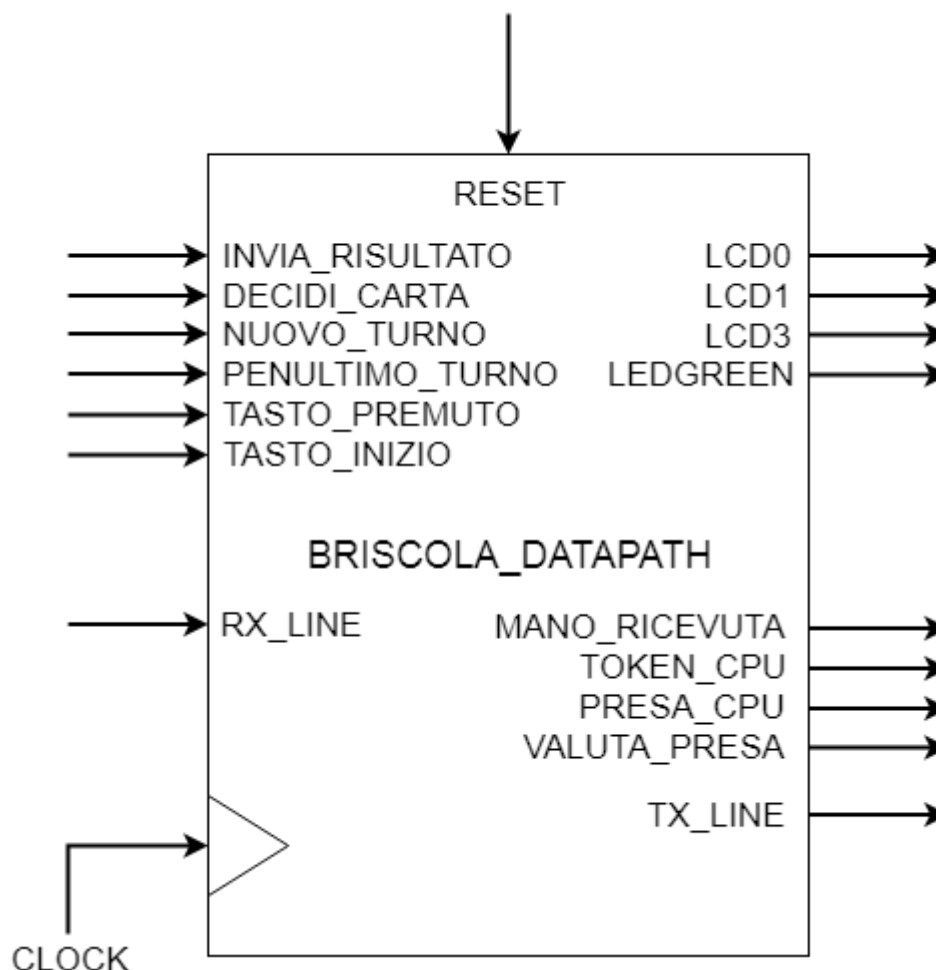 RESET
INVIA_RISULTATO
LCD0
DECIDI_CARTA
LCD1
NUOVO_TURNO
LCD3
PENULTIMO_TURNO
LEDGREEN
TASTO_PREMUTO
TASTO_INIZIO
BRISCOLA_DATAPATH
RX_LINE
MANO_RICEVUTA
TOKEN_CPU
PRESA_CPU
VALUTA_PRESA
TX_LINE
CLOCK